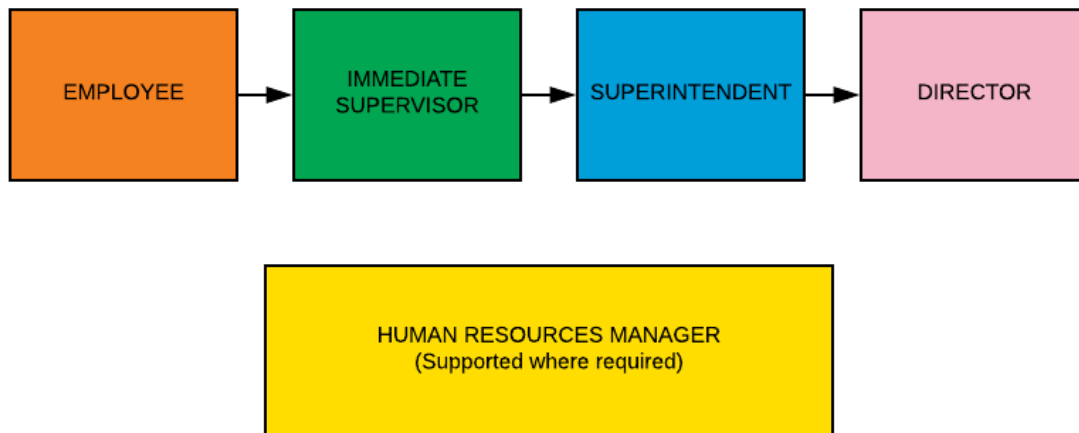 EMPLOYEE
IMMEDIATE
SUPERVISOR
SUPERINTENDENT
DIRECTOR
HUMAN RESOURCES MANAGER
(Supported where required)